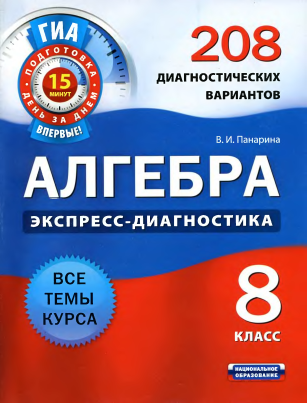 ГИА
ПОДГОТОВКА
15
МИНУТ
ДЕНЬ ЗА ДНЕМ
ВПЕРВЫЕ!
208
ДИАГНОСТИЧЕСКИХ
ВАРИАНТОВ
В. И. Панарина
АЛГЕБРА
ЭКСПРЕСС-ДИАГНОСТИКА
ВСЕ
ТЕМЫ
КУРСА
8
КЛАСС
НАЦИОНАЛЬНОЕ
ОБРАЗОВАНИЕ